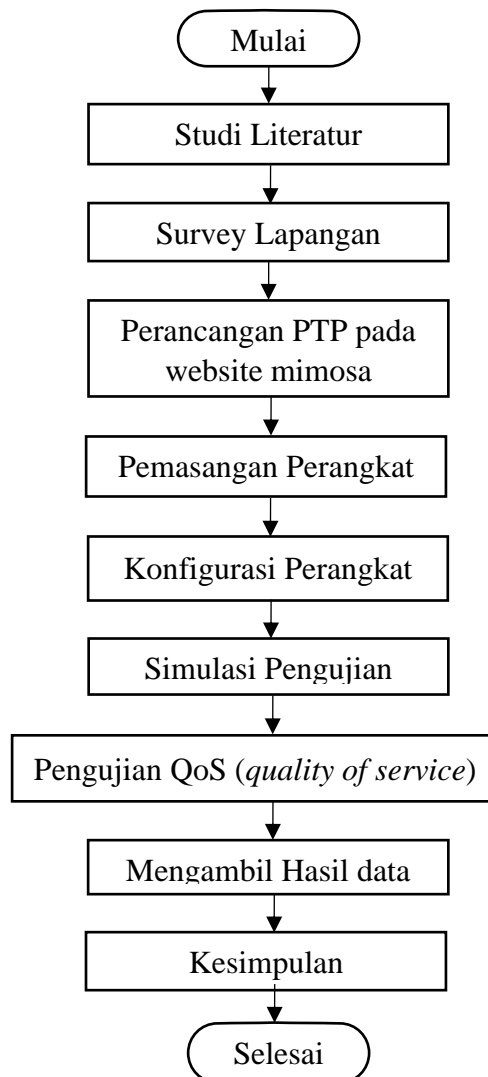 Mulai
Studi Literatur
Survey Lapangan
Perancangan PTP pada
website mimosa
Pemasangan Perangkat
Konfigurasi Perangkat
Simulasi Pengujian
Pengujian QoS (quality of service)
Mengambil Hasil data
Kesimpulan
Selesai